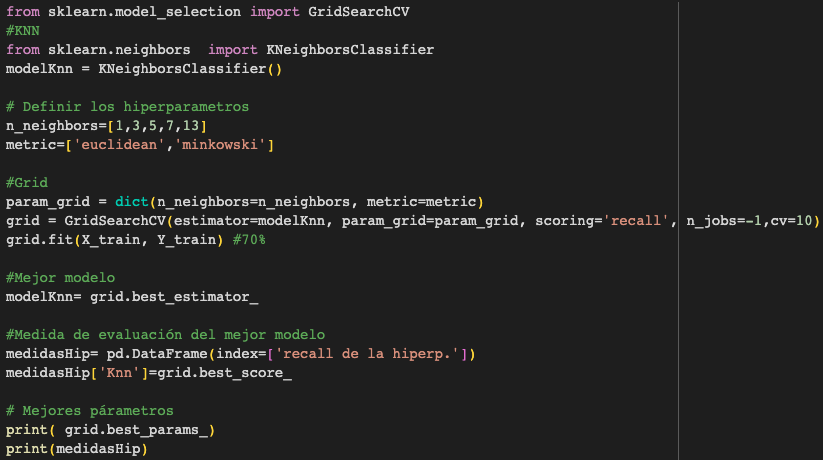 from sklearn.model_selection import GridSearchCV
#KNN
from sklearn.neighbors  import KNeighborsClassifier
modelKnn = KNeighborsClassifier()
# Definir los hiperparametros
n_neighbors=[1,3,5,7,13]
metric=['euclidean','minkowski']
#Grid
param_grid = dict(n_neighbors=n_neighbors, metric=metric)
grid = GridSearchCV(estimator=modelKnn, param_grid=param_grid, scoring='recall', n_jobs=-1,cv=10)
grid.fit(X_train, Y_train) #70%
#Mejor modelo
modelKnn= grid.best_estimator_
#Medida de evaluación del mejor modelo
medidasHip= pd.DataFrame(index=['recall de la hiperp.'])
medidasHip['Knn']=grid.best_score_
# Mejores párametros
print( grid.best_params_)
print(medidasHip)